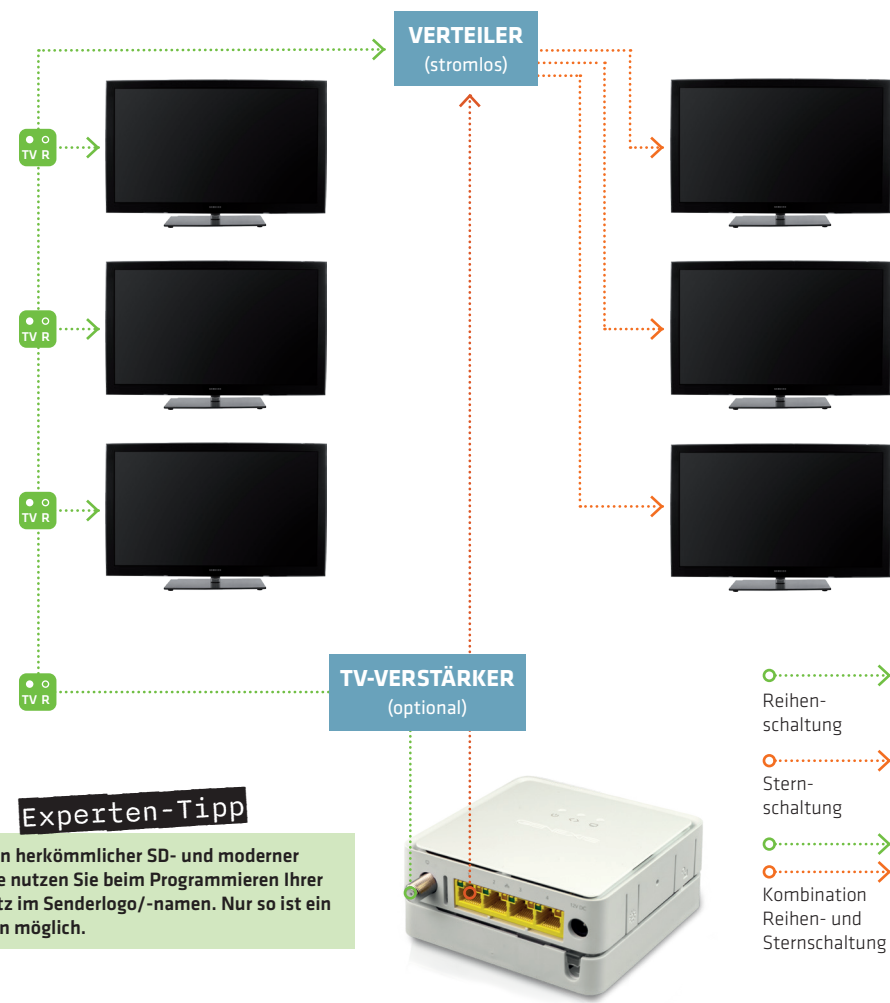 VERTEILER
(stromlos)
TV R
TV R
TV R
TV-VERSTÄRKER
(optional)
TV R
Reihen-
schaltung
Stern-
schaltung
Kombination
Reihen- und
Sternschaltung
Experten-Tipp
n herkömmlicher SD- und moderner
e nutzen Sie beim Programmieren Ihrer
tz im Senderlogo/-namen. Nur so ist ein
n möglich.